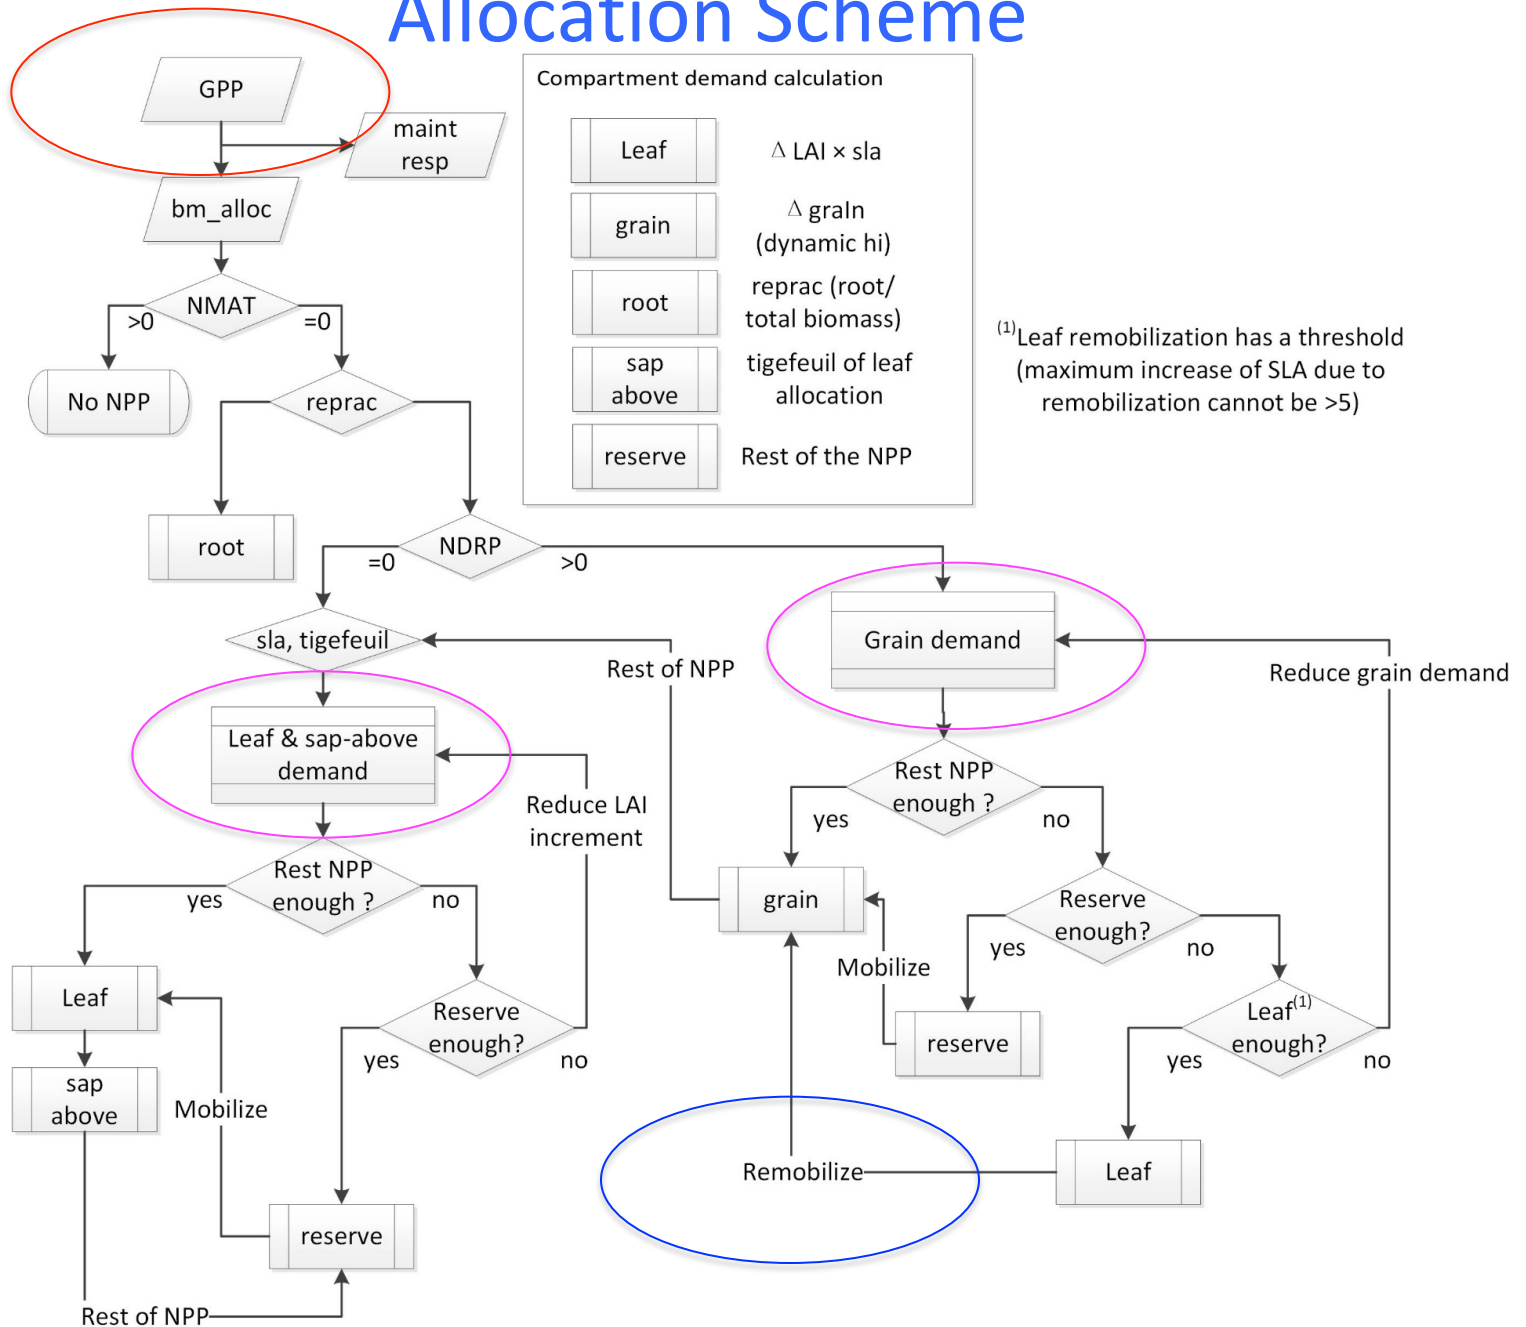 Allocation Scheme
GPP
maint
resp
bm_alloc
NMAT
>0
=0
No NPP
reprac
root
Compartment demand calculation
Leaf
Δ LAI × sla
grain
Δ graIn
(dynamic hi)
root
reprac (root/
total biomass)
sap
above
tigefeuil of leaf
allocation
reserve
Rest of the NPP
(1)Leaf remobilization has a threshold
(maximum increase of SLA due to
remobilization cannot be >5)
NDRP
=0
>0
sla, tigefeuil
Rest of NPP
Grain demand
Reduce grain demand
Leaf & sap-above
demand
Reduce LAI
increment
Rest NPP
enough ?
yes
no
Rest NPP
enough ?
yes
no
grain
Reserve
enough?
yes
no
Mobilize
Leaf
sap
above
Mobilize
Reserve
enough?
yes
no
reserve
Leaf(1)
enough?
yes
no
Remobilize
Leaf
reserve
Rest of NPP